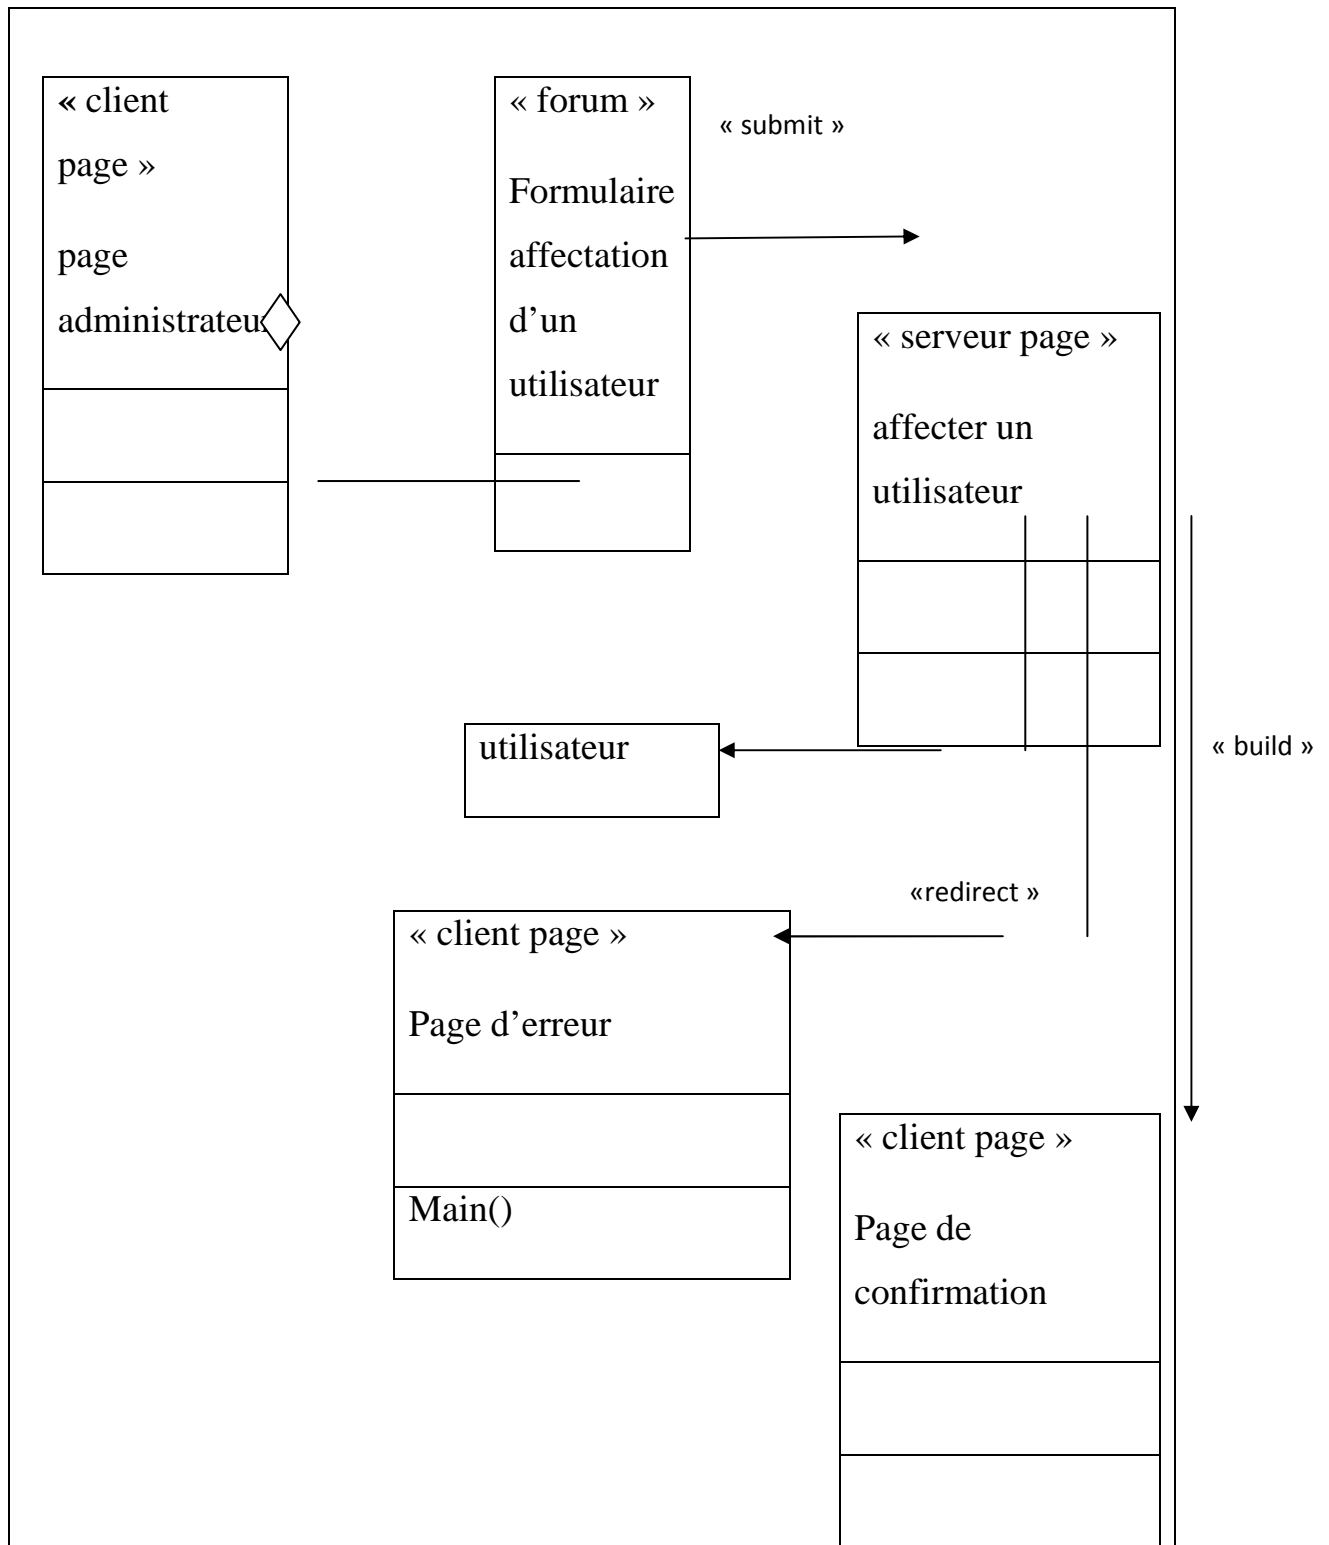 « client
page »
page
administrateu
« forum »
Formulaire
affectation
d’un
utilisateur
« submit »
« serveur page »
affecter un
utilisateur
utilisateur
« build »
«redirect »
« client page »
Page d’erreur
Main()
« client page »
Page de
confirmation